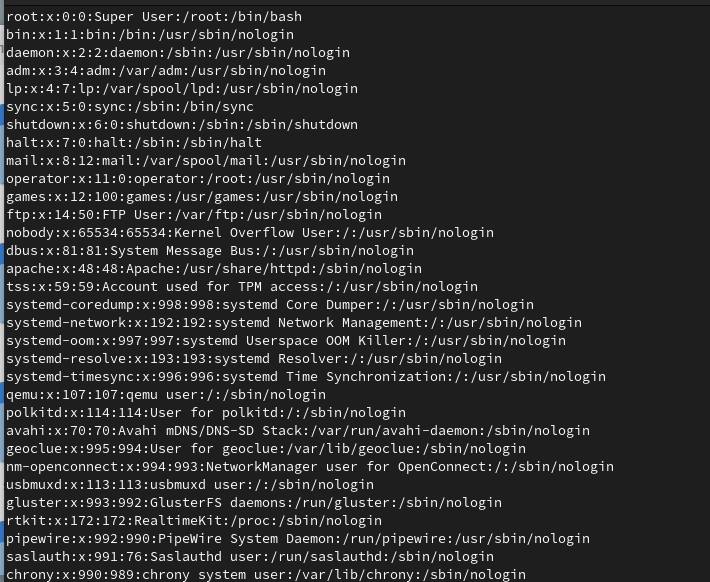 root:x:0:0:Super User:/root:/bin/bash
bin:x:1:1:bin:/bin:/usr/sbin/nologin
daemon:x:2:2:daemon:/sbin:/usr/sbin/nologin
adm:x:3:4:adm:/var/adm:/usr/sbin/nologin
lp:x:4:7:lp:/var/spool/lpd:/usr/sbin/nologin
sync:x:5:0:sync:/sbin:/bin/sync
shutdown:x:6:0:shutdown:/sbin:/sbin/shutdown
halt:x:7:0:halt:/sbin:/sbin/halt
mail:x:8:12:mail:/var/spool/mail:/usr/sbin/nologin
operator:x:11:0:operator:/root:/usr/sbin/nologin
games:x:12:100:games:/usr/games:/usr/sbin/nologin
ftp:x:14:50:FTP User:/var/ftp:/usr/sbin/nologin
nobody:x:65534:65534:Kernel Overflow User:/:/usr/sbin/nologin
dbus:x:81:81:System Message Bus:/:/usr/sbin/nologin
apache:x:48:48:Apache:/usr/share/httpd:/sbin/nologin
tss:x:59:59:Account used for TPM access:/:/usr/sbin/nologin
systemd-coredump:x:998:998:systemd Core Dumper:/:/usr/sbin/nologin
systemd-network:x:192:192:systemd Network Management:/:/usr/sbin/nologin
systemd-oom:x:997:997:systemd Userspace OOM Killer:/:/usr/sbin/nologin
systemd-resolve:x:193:193:systemd Resolver:/:/usr/sbin/nologin
systemd-timesync:x:996:996:systemd Time Synchronization:/:/usr/sbin/nologin
qemu:x:107:107:qemu user:/:/sbin/nologin
polkitd:x:114:114:User for polkitd:/:/sbin/nologin
avahi:x:70:70:Avahi mDNS/DNS-SD Stack:/var/run/avahi-daemon:/sbin/nologin
geoclue:x:995:994:User for geoclue:/var/lib/geoclue:/sbin/nologin
nm-openconnect:x:994:993:NetworkManager user for OpenConnect:/:/sbin/nologin
usbmuxd:x:113:113:usbmuxd user:/:/sbin/nologin
gluster:x:993:992:GlusterFS daemons:/run/gluster:/sbin/nologin
rtkit:x:172:172:RealtimeKit:/proc:/sbin/nologin
pipewire:x:992:990:PipeWire System Daemon:/run/pipewire:/usr/sbin/nologin
saslauth:x:991:76:Saslauthd user:/run/saslauthd:/sbin/nologin
chrony:x:990:989:chrony system user:/var/lib/chrony:/sbin/nologin